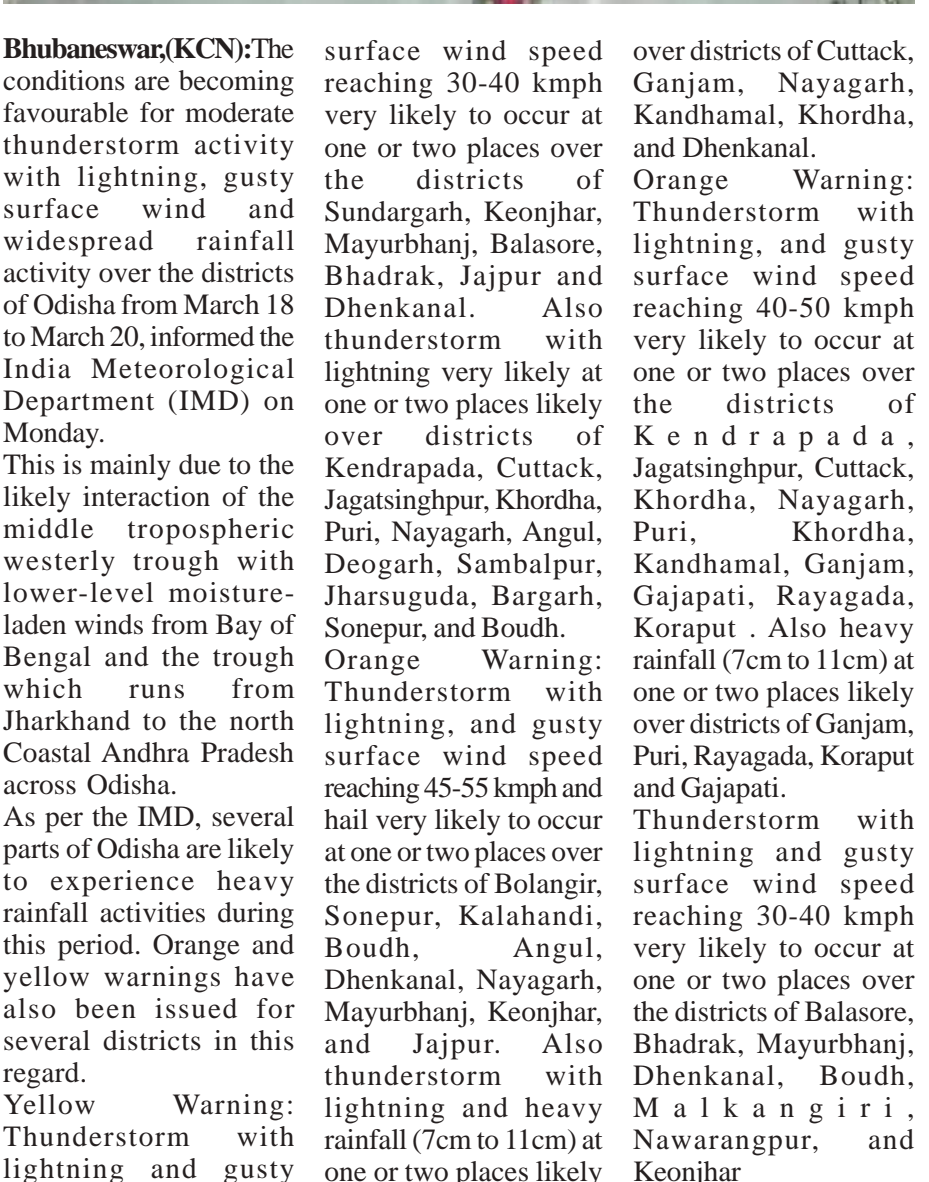 Bhubaneswar,(KCN):The
conditions are becoming
favourable for moderate
thunderstorm activity
with lightning, gusty
surface wind and
widespread rainfall
activity over the districts
of Odisha from March 18
to March 20, informed the
India Meteorological
Department (IMD) on
Monday.
This is mainly due to the
likely interaction of the
middle tropospheric
westerly trough with
lower-level moisture-
laden winds from Bay of
Bengal and the trough
which runs from
Jharkhand to the north
Coastal Andhra Pradesh
across Odisha.
As per the IMD, several
parts of Odisha are likely
to experience heavy
rainfall activities during
this period. Orange and
yellow warnings have
also been issued for
several districts in this
regard.
Yellow Warning:
Thunderstorm with
lightning and gusty
surface wind speed
reaching 30-40 kmph
very likely to occur at
one or two places over
the districts of
Sundargarh, Keonjhar,
Mayurbhanj, Balasore,
Bhadrak, Jajpur and
Dhenkanal. Also
thunderstorm with
lightning very likely at
one or two places likely
over districts of
Kendrapada, Cuttack,
Jagatsinghpur, Khordha,
Puri, Nayagarh, Angul,
Deogarh, Sambalpur,
Jharsuguda, Bargarh,
Sonepur, and Boudh.
Orange Warning:
Thunderstorm with
lightning, and gusty
surface wind speed
reaching 45-55 kmph and
hail very likely to occur
at one or two places over
the districts of Bolangir,
Sonepur, Kalahandi,
Boudh, Angul,
Dhenkanal, Nayagarh,
Mayurbhanj, Keonjhar,
and Jajpur. Also
thunderstorm with
lightning and heavy
rainfall (7cm to 11cm) at
one or two places likely
over districts of Cuttack,
Ganjam, Nayagarh,
Kandhamal, Khordha,
and Dhenkanal.
Orange Warning:
Thunderstorm with
lightning, and gusty
surface wind speed
reaching 40-50 kmph
very likely to occur at
one or two places over
the districts of
Kendrapada,
Jagatsinghpur, Cuttack,
Khordha, Nayagarh,
Puri, Khordha,
Kandhamal, Ganjam,
Gajapati, Rayagada,
Koraput . Also heavy
rainfall (7cm to 11cm) at
one or two places likely
over districts of Ganjam,
Puri, Rayagada, Koraput
and Gajapati.
Thunderstorm with
lightning and gusty
surface wind speed
reaching 30-40 kmph
very likely to occur at
one or two places over
the districts of Balasore,
Bhadrak, Mayurbhanj,
Dhenkanal, Boudh,
Malkangiri,
Nawarangpur, and
Keonjhar